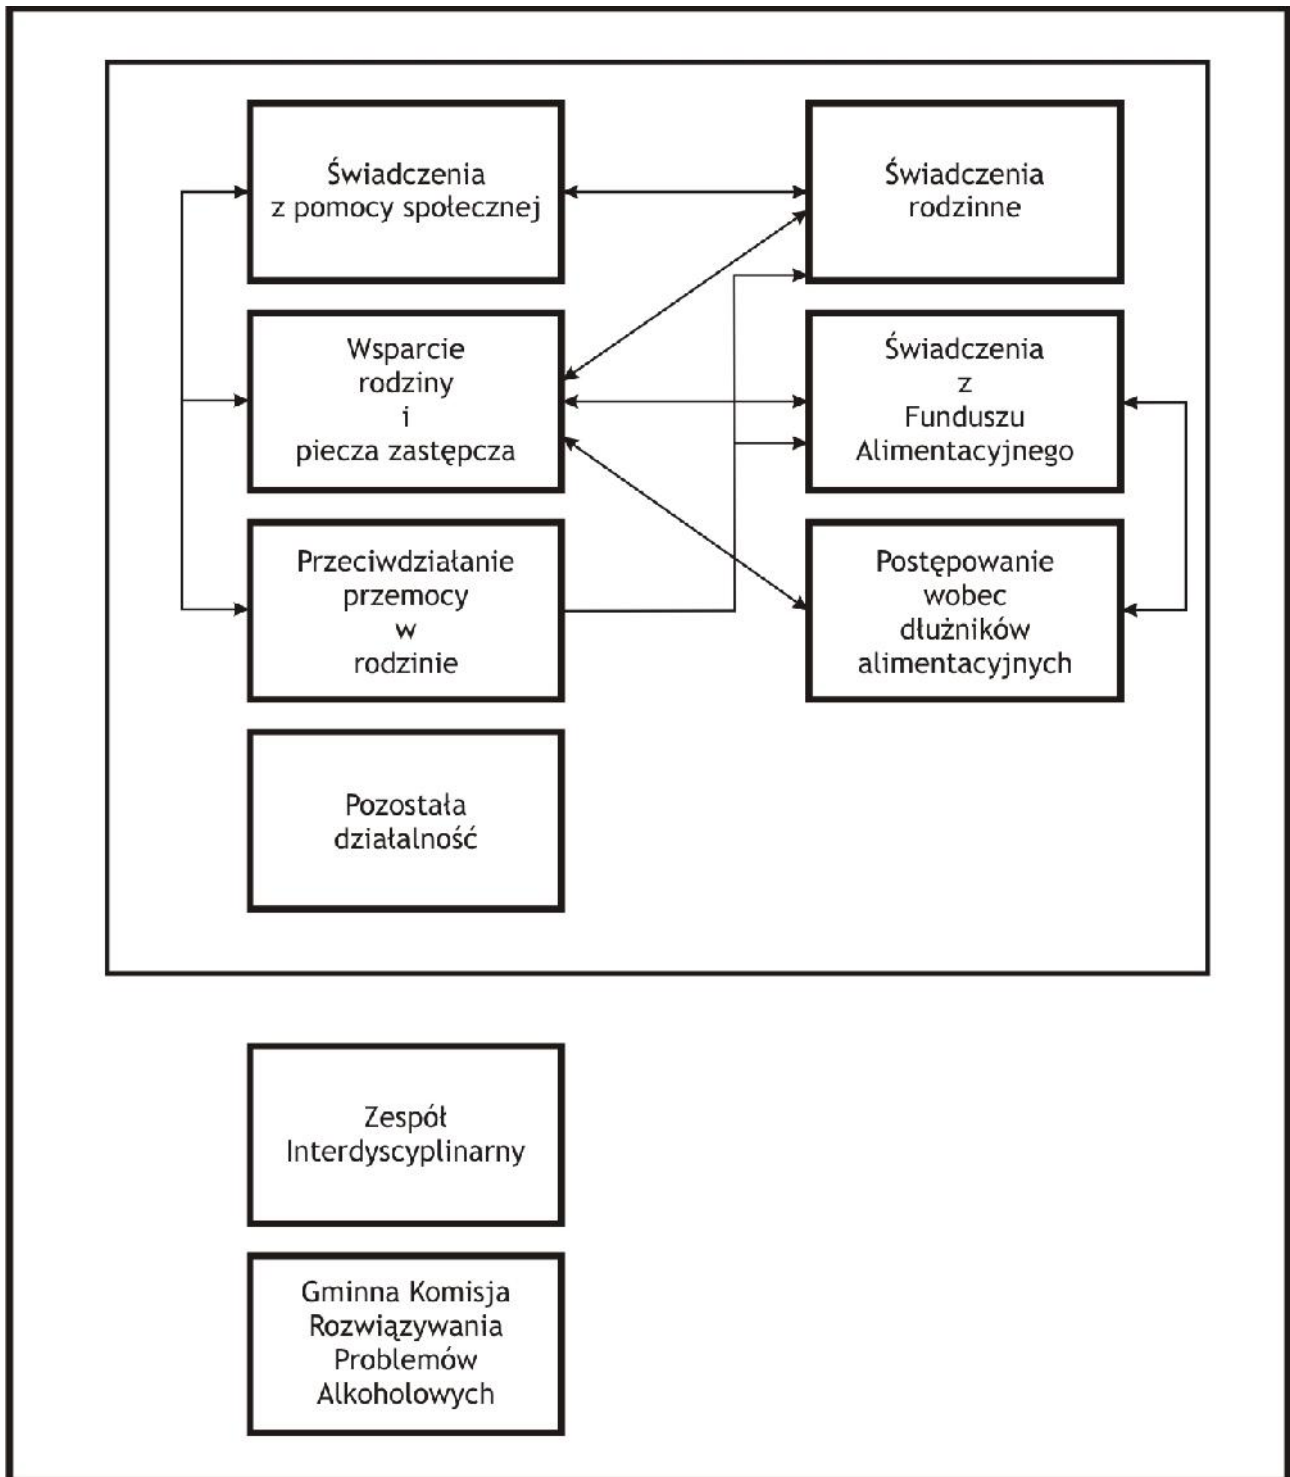 Świadczenia
z pomocy społecznej
Świadczenia
rodzinne
Wsparcie
rodziny
i
piecza zastępcza
Świadczenia
z
Funduszu
Alimentacyjnego
Przeciwdziałanie
przemocy
w
rodzinie
Postępowanie
wobec
dłużników
alimentacyjnych
Pozostała
działalność
Zespół
Interdyscyplinarny
Gminna Komisja
Rozwiązywania
Problemów
Alkoholowych